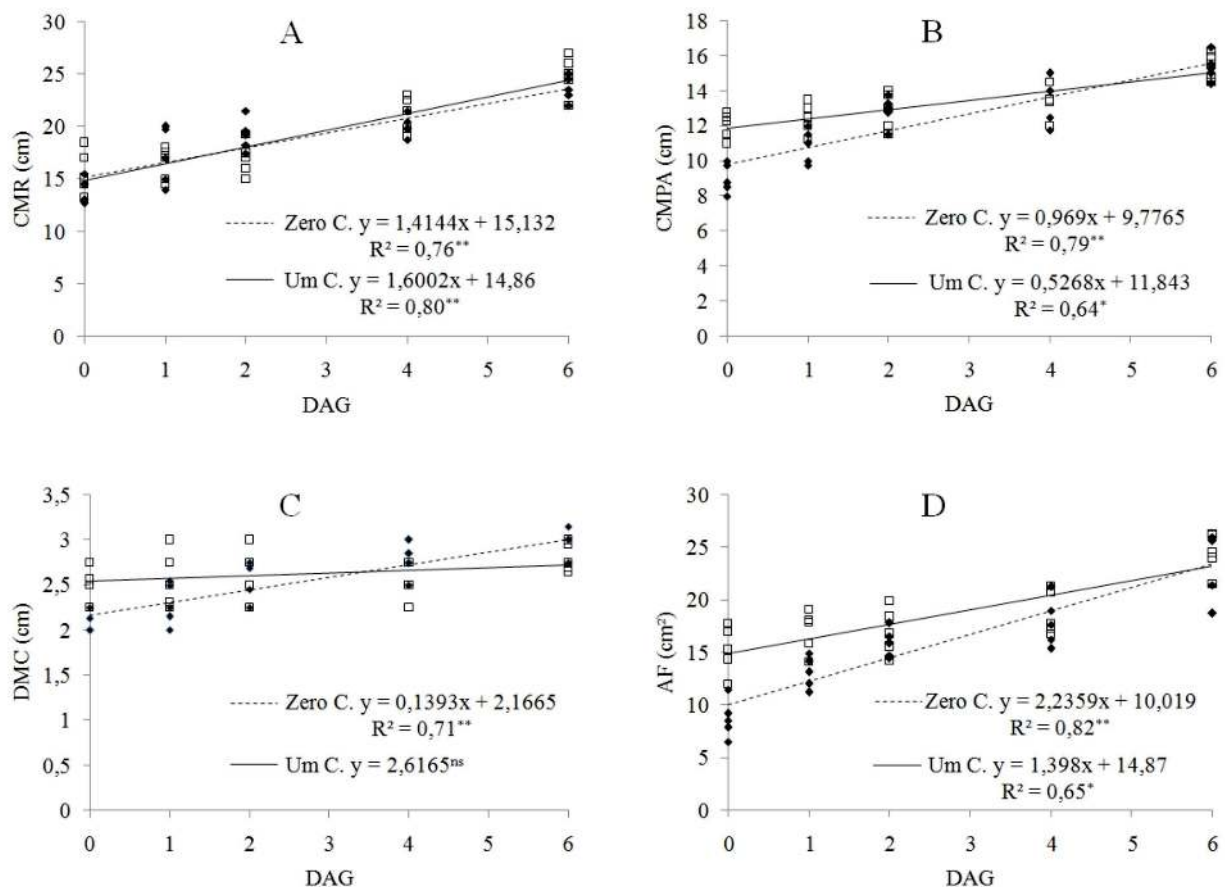 A
CMR (cm)
30
25
20
15
10
5
0
Zero C. y = 1,4144x + 15,132
R² = 0,76**
Um C. y = 1,6002x + 14,86
R² = 0,80**
0 1 2 3 4 5 6
DAG
B
CMPA (cm)
18
16
14
12
10
8
6
4
2
0
Zero C. y = 0,969x + 9,7765
R² = 0,79**
Um C. y = 0,5268x + 11,843
R² = 0,64*
0 1 2 3 4 5 6
DAG
C
DMC (cm)
3,5
3
2,5
2
1,5
1
0,5
0
Zero C. y = 0,1393x + 2,1665
R² = 0,71**
Um C. y = 2,6165ns
0 1 2 3 4 5 6
DAG
D
AF (cm²)
30
25
20
15
10
5
0
Zero C. y = 2,2359x + 10,019
R² = 0,82**
Um C. y = 1,398x + 14,87
R² = 0,65*
0 1 2 3 4 5 6
DAG